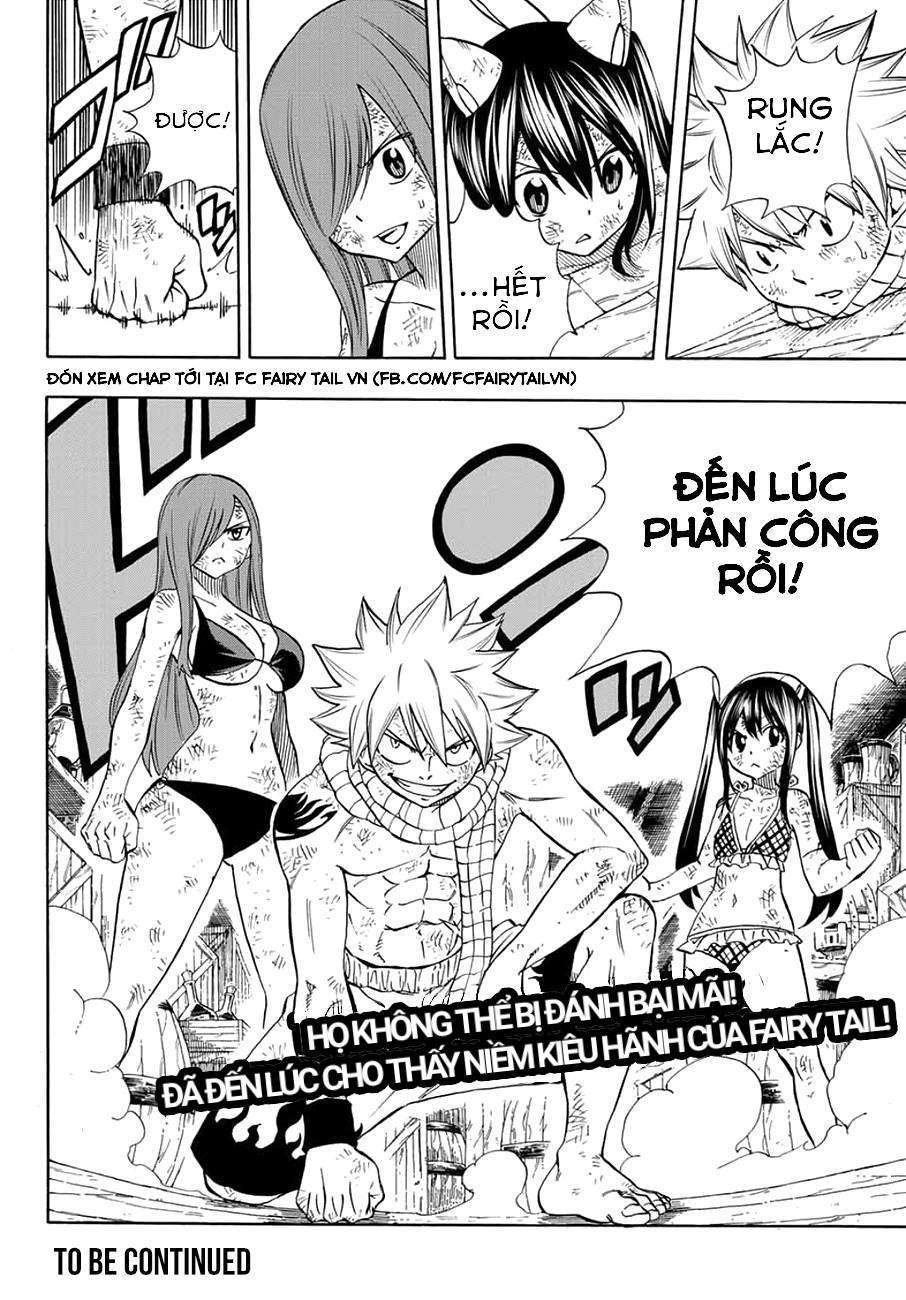 RUNG
LẮC!
...HẾT
RỒI!
ĐƯỢC!
ĐÓN XEM CHAP TỚI TẠI FC FAIRY TAIL VN (FB.COM/FCFAIRYTAILVN)
ĐẾN LÚC
PHẢN CÔNG
RỒI!
HỌ KHÔNG THỂ BỊ ĐÁNH BẠI MÃI!
ĐÃ ĐẾN LÚC CHO THẤY NIỀM KIÊU HÃNH CỦA FAIRY TAIL!
TO BE CONTINUED